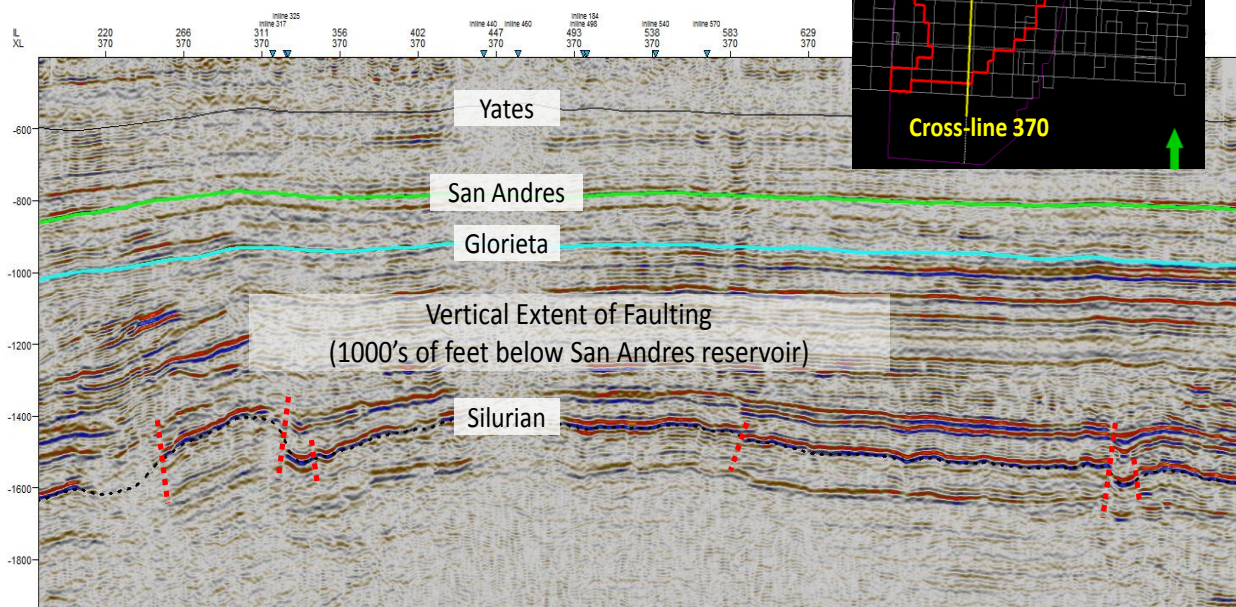 Inline 325 Inline 184
Inline 317 Inline 440 Inline 460 Inline 498 Inline 540 Inline 570
IL 220 266 311 356 402 447 493 538 583 629
XL 370 370 370 370 370 370 370 370 370 370
Cross-line 370
Yates
-600
San Andres
-800
Glorieta
-1000
Vertical Extent of Faulting
(1000's of feet below San Andres reservoir)
-1200
Silurian
-1400
-1600
-1800